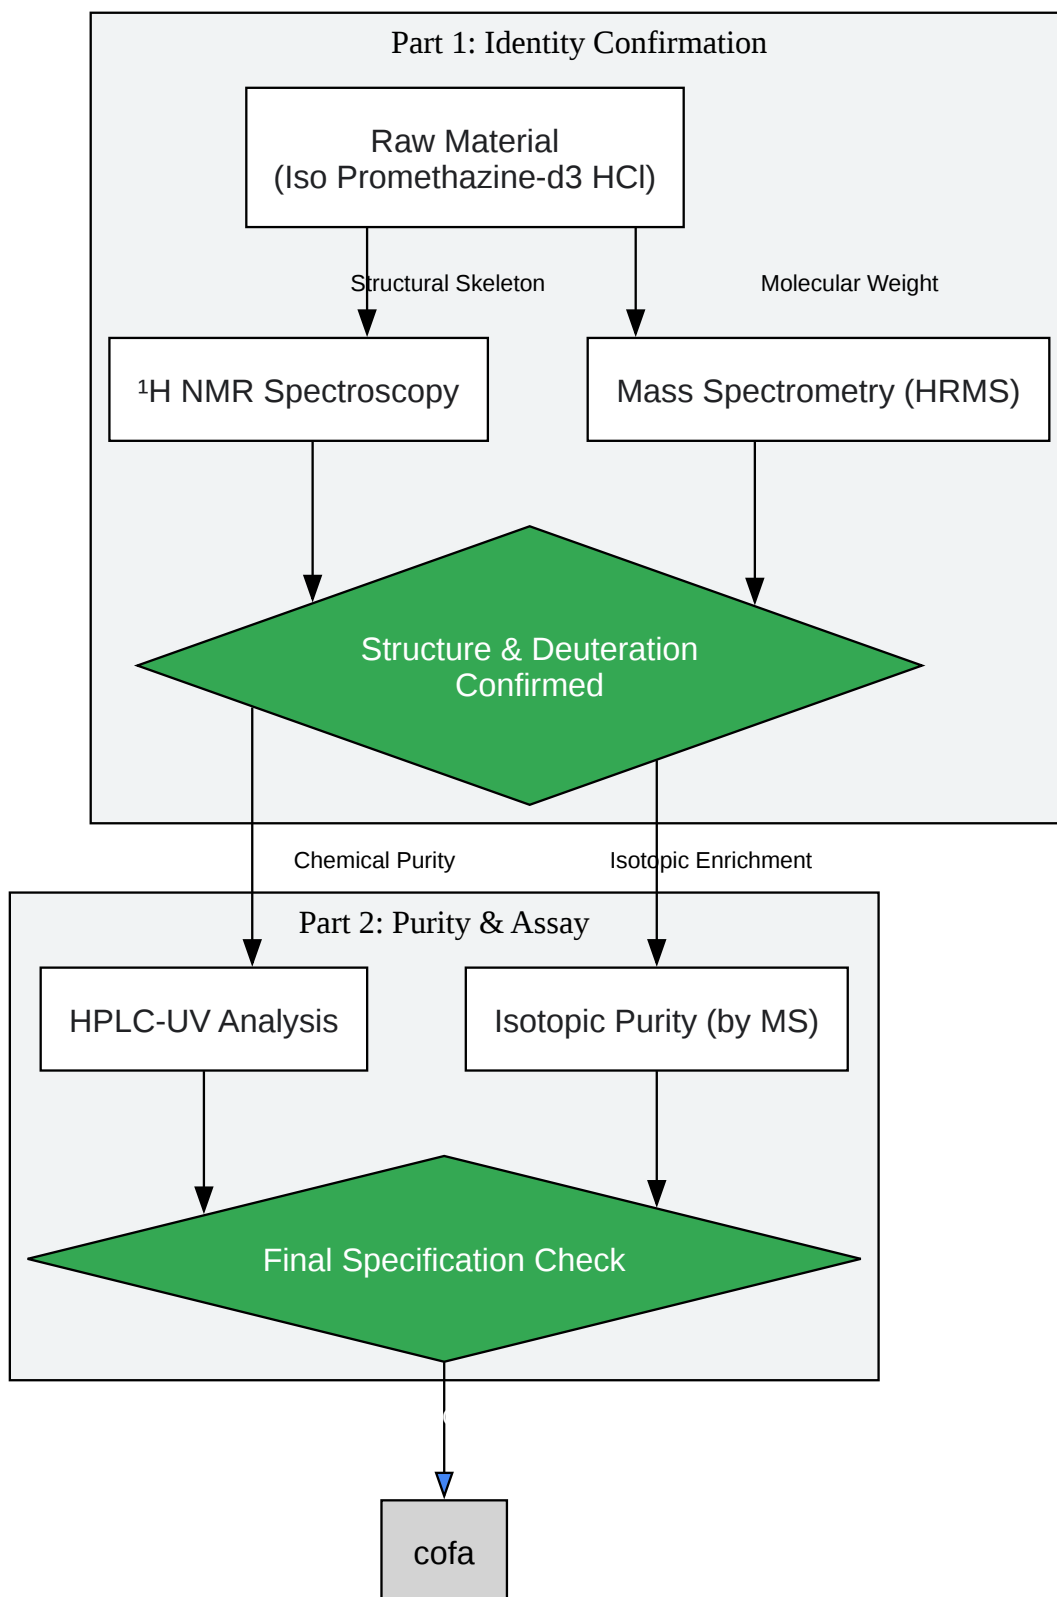 Part 1: Identity Confirmation
Raw Material
(Iso Promethazine-d3 HCl)
Structural Skeleton
Molecular Weight
¹H NMR Spectroscopy
Mass Spectrometry (HRMS)
Structure & Deuteration
Confirmed
Chemical Purity
Isotopic Enrichment
Part 2: Purity & Assay
HPLC-UV Analysis
Isotopic Purity (by MS)
Final Specification Check
cofa